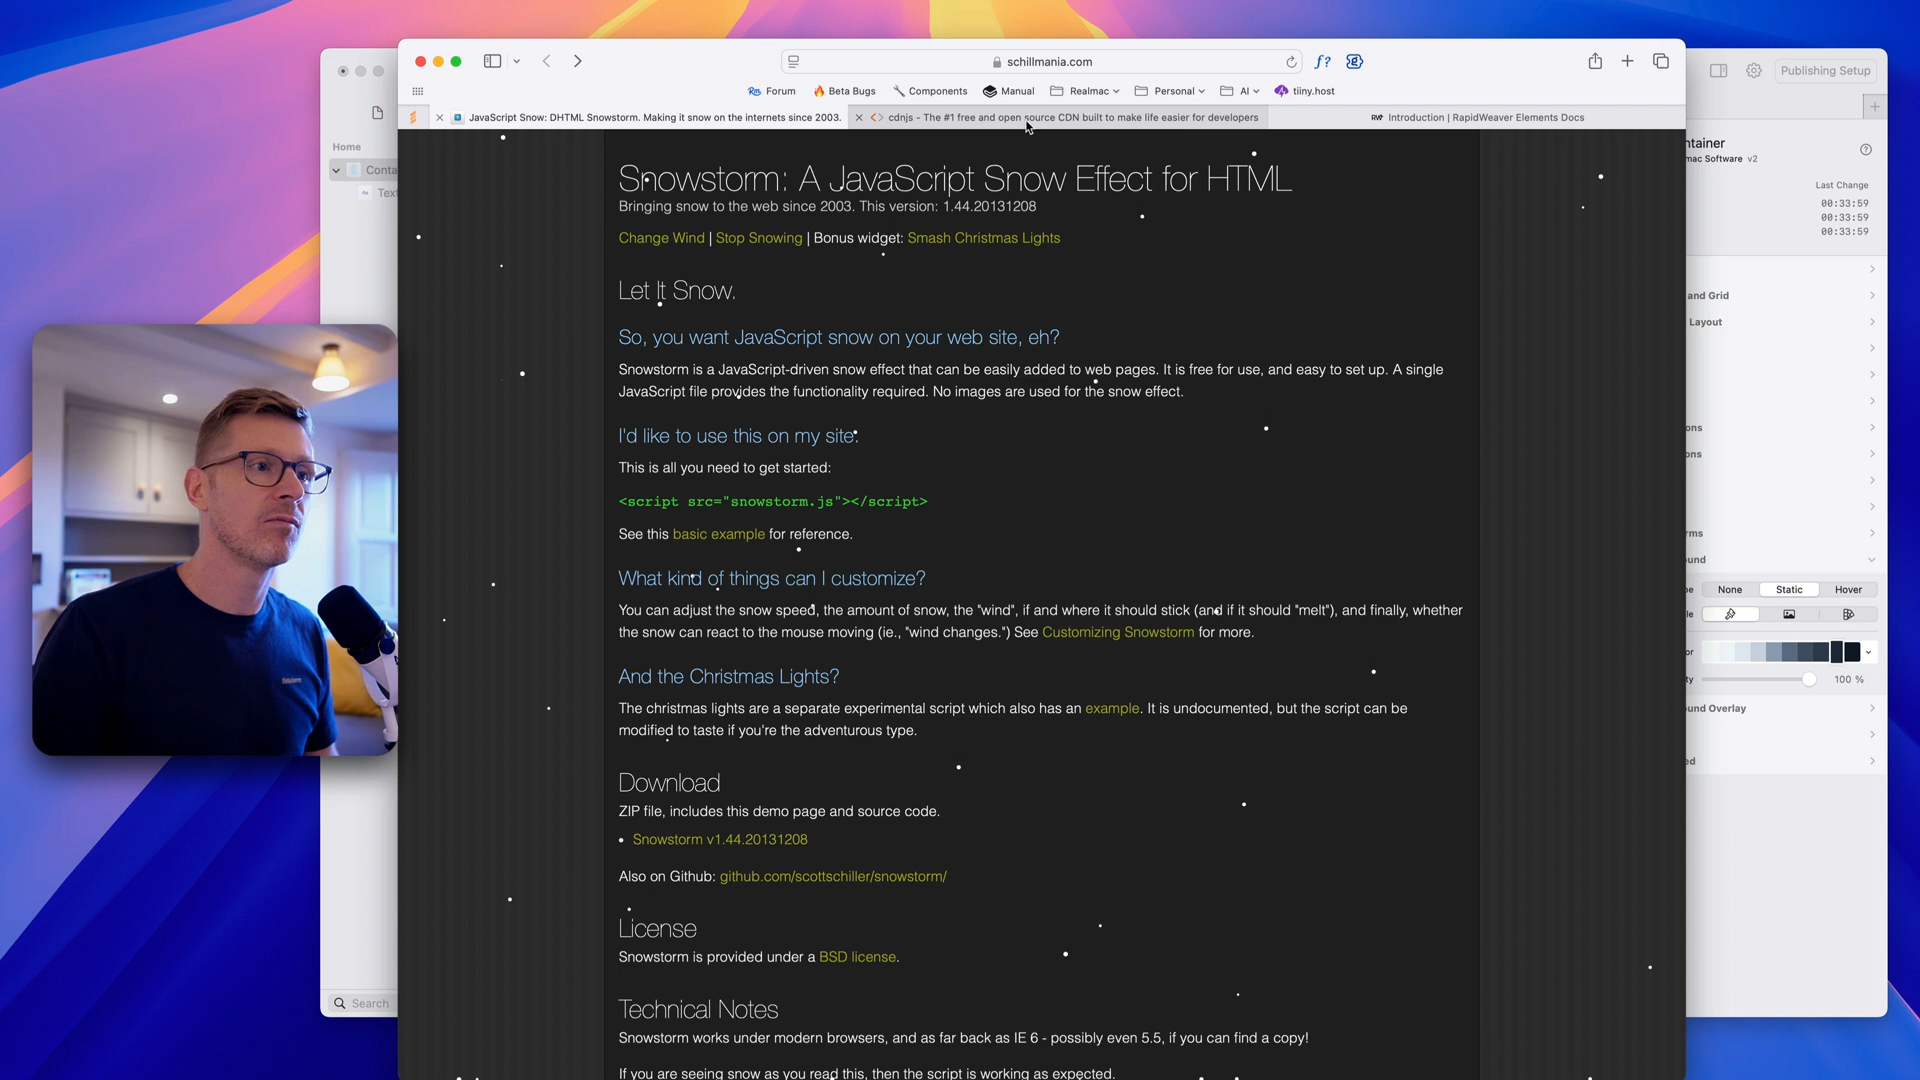 schillmania.com
f?
Publishing Setup
Forum
Beta Bugs
Components
Manual
Realmac
Personal
AI
tiiny.host
JavaScript Snow: DHTML Snowstorm. Making it snow on the internets since 2003.
cdnjs - The #1 free and open source CDN built to make life easier for developers
Introduction | RapidWeaver Elements Docs
Home
Conta
Text
Search
Snowstorm: A JavaScript Snow Effect for HTML
Bringing snow to the web since 2003. This version: 1.44.20131208
Change Wind | Stop Snowing | Bonus widget: Smash Christmas Lights
Let It Snow.
So, you want JavaScript snow on your web site, eh?
Snowstorm is a JavaScript-driven snow effect that can be easily added to web pages. It is free for use, and easy to set up. A single
JavaScript file provides the functionality required. No images are used for the snow effect.
I'd like to use this on my site.
This is all you need to get started:
<script src="snowstorm.js"></script>
See this basic example for reference.
What kind of things can I customize?
You can adjust the snow speed, the amount of snow, the "wind", if and where it should stick (and if it should "melt"), and finally, whether
the snow can react to the mouse moving (ie., "wind changes.") See Customizing Snowstorm for more.
And the Christmas Lights?
The christmas lights are a separate experimental script which also has an example. It is undocumented, but the script can be
modified to taste if you're the adventurous type.
Download
ZIP file, includes this demo page and source code.
• Snowstorm v1.44.20131208
Also on Github: github.com/scottschiller/snowstorm/
License
Snowstorm is provided under a BSD license.
Technical Notes
Snowstorm works under modern browsers, and as far back as IE 6 - possibly even 5.5, if you can find a copy!
If you are seeing snow as you read this, then the script is working as expected.
ntainer
mac Software v2
Last Change
00:33:59
00:33:59
00:33:59
and Grid
Layout
ons
ons
rms
und
pe None Static Hover
le
or
ty 100 %
und Overlay
ed